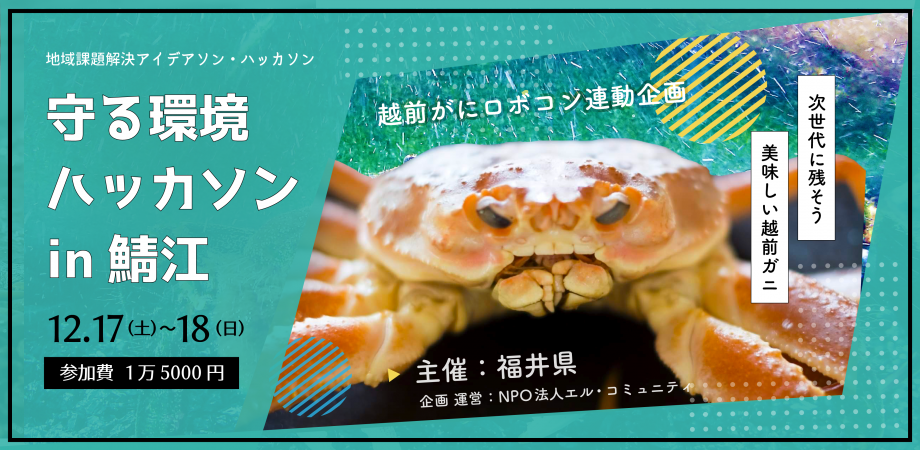 地域課題解決アイデアソン・ハッカソン
守る環境
ハッカソン
in 鯖江
12.17(土)〜18(日)
参加費 1万5000円
越前がにロボコン連動企画
次世代に残そう
美味しい越前ガニ
主催：福井県
企画 運営：NPO法人エル・コミュニティ